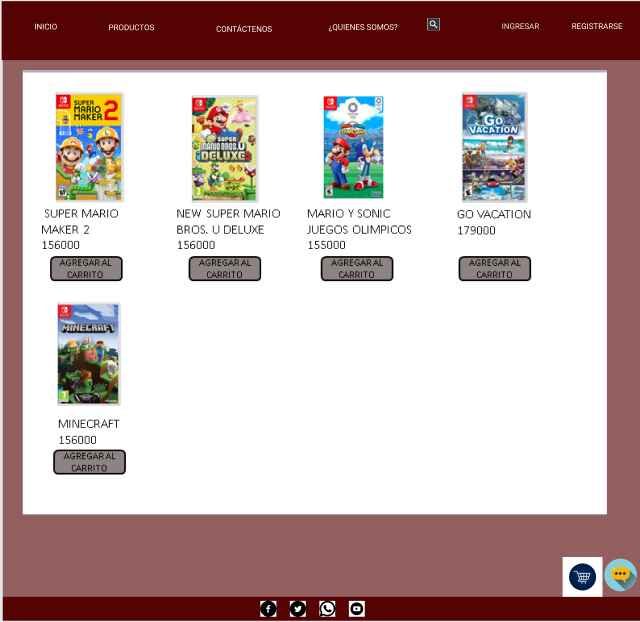 INICIO
PRODUCTOS
CONTÁCTENOS
¿QUIENES SOMOS?
INGRESAR
REGISTRARSE
SUPER
MARIO
MAKER 2
SUPER
MARIO BROS. U
DELUXE
GO
VACATION
SUPER MARIO
MAKER 2
156000
AGREGAR AL
CARRITO
NEW SUPER MARIO
BROS. U DELUXE
156000
AGREGAR AL
CARRITO
MARIO Y SONIC
JUEGOS OLIMPICOS
155000
AGREGAR AL
CARRITO
GO VACATION
179000
AGREGAR AL
CARRITO
MINECRAFT
MINECRAFT
156000
AGREGAR AL
CARRITO